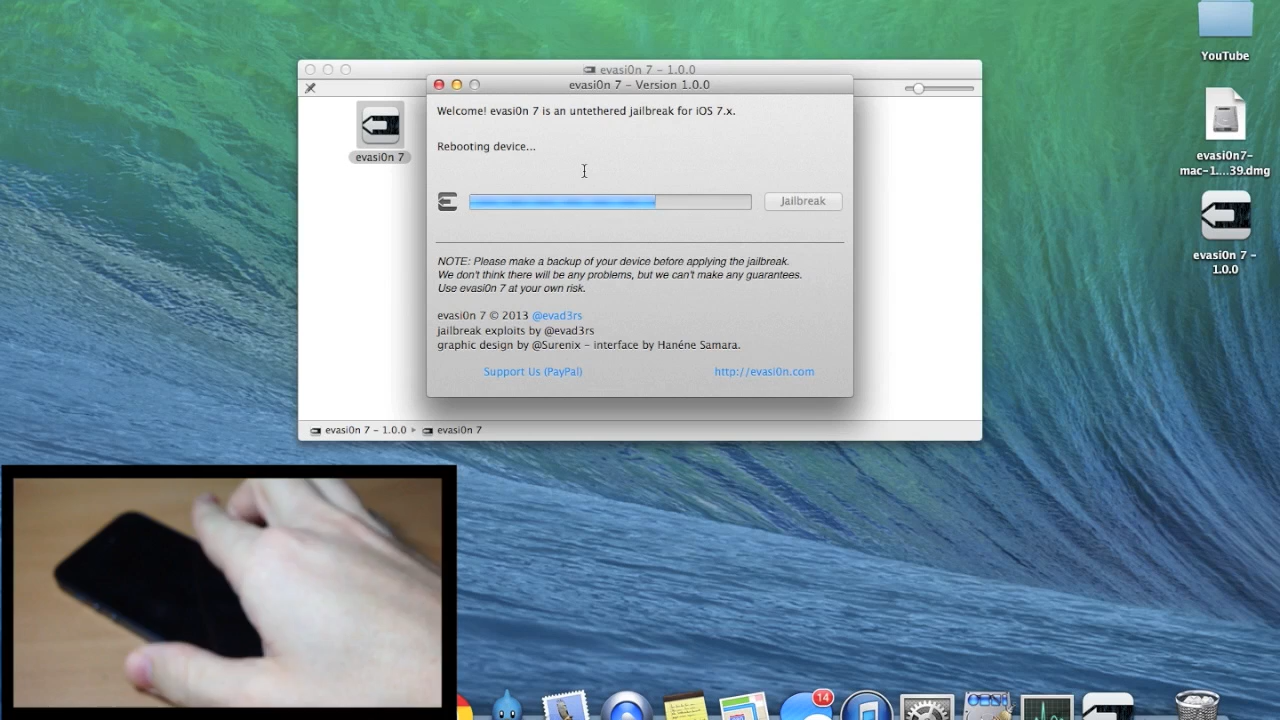 evasi0n 7 – 1.0.0
evasi0n 7 – Version 1.0.0
Welcome! evasi0n 7 is an untethered jailbreak for iOS 7.x.
Rebooting device...
Jailbreak
NOTE: Please make a backup of your device before applying the jailbreak.
We don't think there will be any problems, but we can't make any guarantees.
Use evasi0n 7 at your own risk.
evasi0n 7 © 2013 @evad3rs
jailbreak exploits by @evad3rs
graphic design by @Surenix – interface by Hanéne Samara.
Support Us (PayPal)
http://evasi0n.com
evasi0n 7
evasi0n 7 – 1.0.0 ▸ evasi0n 7
YouTube
evasi0n7-
mac-1....39.dmg
evasi0n 7 –
1.0.0
14